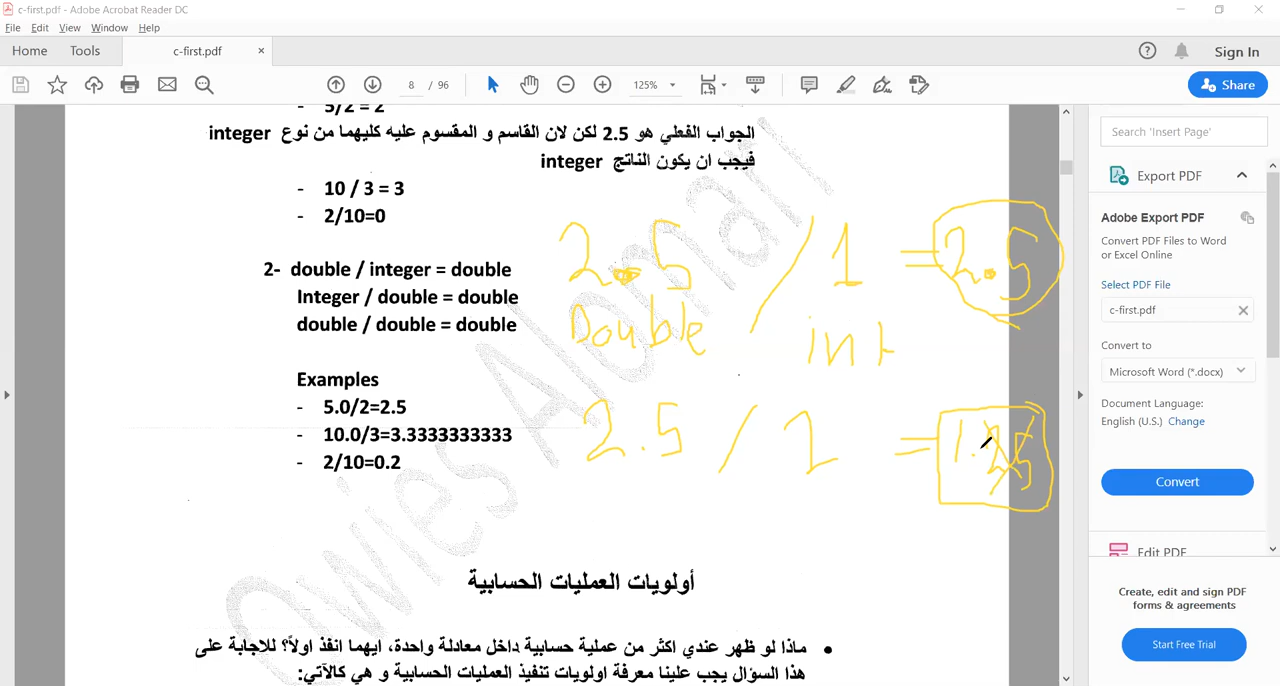 c-first.pdf - Adobe Acrobat Reader DC
File Edit View Window Help
Home Tools c-first.pdf × Sign In
8 / 96 125% Share
5/2 = 2
الجواب الفعلي هو 2.5 لكن لان القاسم و المقسوم عليه كليهما من نوع integer
فيجب ان يكون الناتج integer
- 10 / 3 = 3
- 2/10=0
2- double / integer = double
Integer / double = double
double / double = double
Examples
- 5.0/2=2.5
- 10.0/3=3.3333333333
- 2/10=0.2
2.5 / 1 = 2.5
Double int
2.5 / 2 = 1.25
أولويات العمليات الحسابية
• ماذا لو ظهر عندي اكثر من عملية حسابية داخل معادلة واحدة، ايهما انفذ اولاً؟ للاجابة على
هذا السؤال يجب علينا معرفة اولويات تنفيذ العمليات الحسابية و هي كالآتي:
Owies Alomari
Search 'Insert Page'
Export PDF
Adobe Export PDF
Convert PDF Files to Word
or Excel Online
Select PDF File
c-first.pdf
Convert to
Microsoft Word (*.docx)
Document Language:
English (U.S.) Change
Convert
Edit PDF
Create, edit and sign PDF
forms & agreements
Start Free Trial